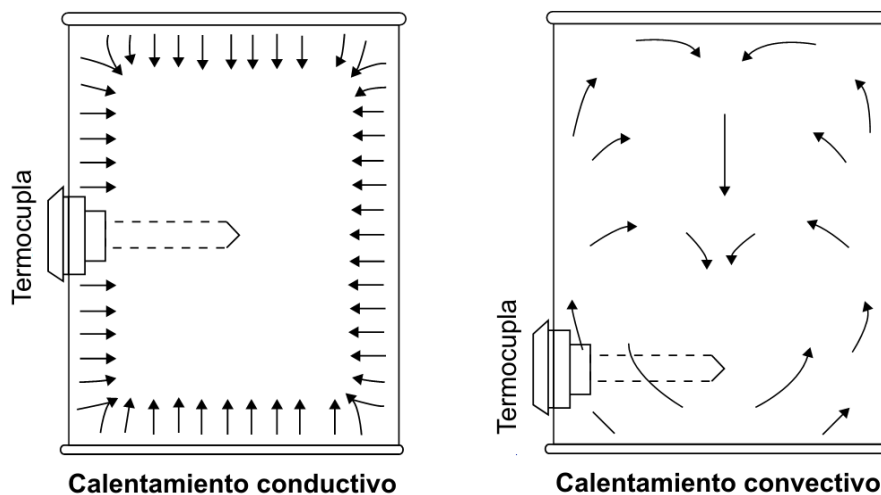 Termocupla
Calentamiento conductivo
Termocupla
Calentamiento convectivo